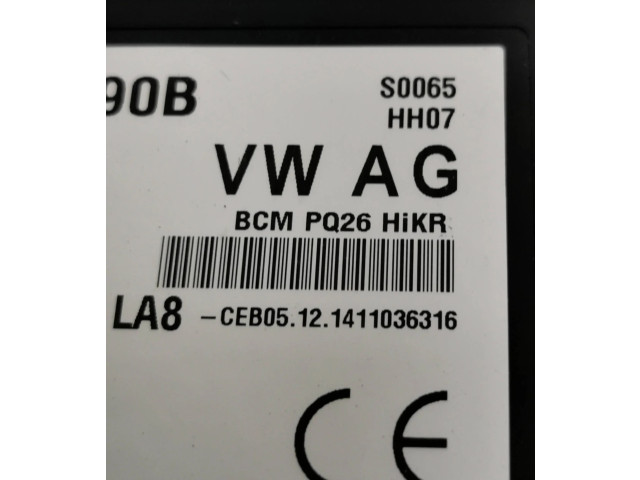 90B
S0065
HH07
VW AG
BCM PQ26 HiKR
LA8 -CEB05.12.1411036316
CE